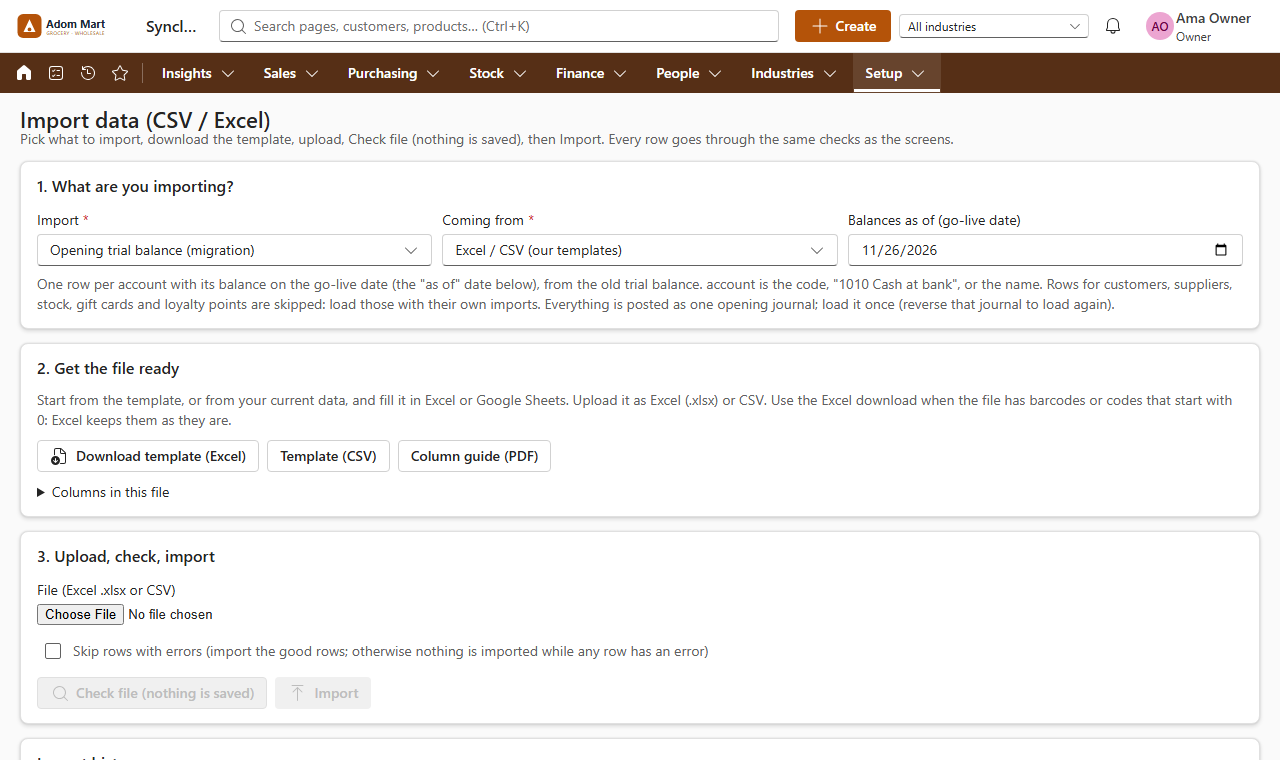 Adom Mart
GROCERY · WHOLESALE
Syncl...
Search pages, customers, products... (Ctrl+K)
Create
All industries
AO
Ama Owner
Owner
Insights
Sales
Purchasing
Stock
Finance
People
Industries
Setup
Import data (CSV / Excel)
Pick what to import, download the template, upload, Check file (nothing is saved), then Import. Every row goes through the same checks as the screens.
1. What are you importing?
Import *
Coming from *
Balances as of (go-live date)
Opening trial balance (migration)
Excel / CSV (our templates)
11/26/2026
One row per account with its balance on the go-live date (the "as of" date below), from the old trial balance. account is the code, "1010 Cash at bank", or the name. Rows for customers, suppliers,
stock, gift cards and loyalty points are skipped: load those with their own imports. Everything is posted as one opening journal; load it once (reverse that journal to load again).
2. Get the file ready
Start from the template, or from your current data, and fill it in Excel or Google Sheets. Upload it as Excel (.xlsx) or CSV. Use the Excel download when the file has barcodes or codes that start with
0: Excel keeps them as they are.
Download template (Excel)
Template (CSV)
Column guide (PDF)
Columns in this file
3. Upload, check, import
File (Excel .xlsx or CSV)
Choose File No file chosen
Skip rows with errors (import the good rows; otherwise nothing is imported while any row has an error)
Check file (nothing is saved)
Import